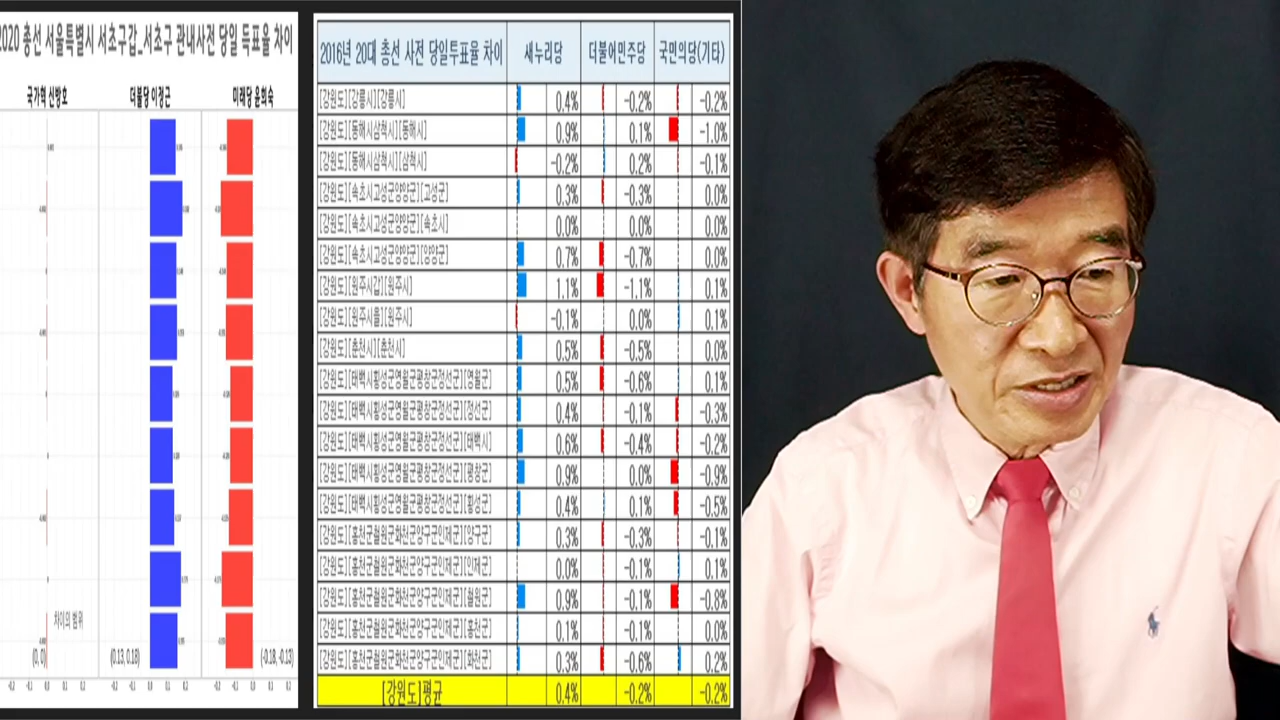 2020 총선 서울특별시 서초구갑_서초구 관내사전 당일 득표율 차이
국가혁 신방호 더불당 이정근 미래당 윤희숙
차이의 범위
(0, 0) (0.13, 0.18) (-0.18, -0.13)
2016년 20대 총선 사전 당일투표율 차이 새누리당 더불어민주당 국민의당(기타)
[강원도][강릉시][강릉시] 0.4% -0.2% -0.2%
[강원도][동해시삼척시][동해시] 0.9% 0.1% -1.0%
[강원도][동해시삼척시][삼척시] -0.2% 0.2% -0.1%
[강원도][속초시고성군양양군][고성군] 0.3% -0.3% 0.0%
[강원도][속초시고성군양양군][속초시] 0.0% 0.0% 0.0%
[강원도][속초시고성군양양군][양양군] 0.7% -0.7% 0.0%
[강원도][원주시갑][원주시] 1.1% -1.1% 0.1%
[강원도][원주시을][원주시] -0.1% 0.0% 0.1%
[강원도][춘천시][춘천시] 0.5% -0.5% 0.0%
[강원도][태백시횡성군영월군평창군정선군][영월군] 0.5% -0.6% 0.1%
[강원도][태백시횡성군영월군평창군정선군][정선군] 0.4% -0.1% -0.3%
[강원도][태백시횡성군영월군평창군정선군][태백시] 0.6% -0.4% -0.2%
[강원도][태백시횡성군영월군평창군정선군][평창군] 0.9% 0.0% -0.9%
[강원도][태백시횡성군영월군평창군정선군][횡성군] 0.4% 0.1% -0.5%
[강원도][홍천군철원군화천군양구군인제군][양구군] 0.3% -0.3% -0.1%
[강원도][홍천군철원군화천군양구군인제군][인제군] 0.0% -0.1% 0.1%
[강원도][홍천군철원군화천군양구군인제군][철원군] 0.9% -0.1% -0.8%
[강원도][홍천군철원군화천군양구군인제군][홍천군] 0.1% -0.1% 0.0%
[강원도][홍천군철원군화천군양구군인제군][화천군] 0.3% -0.6% 0.2%
[강원도]평균 0.4% -0.2% -0.2%